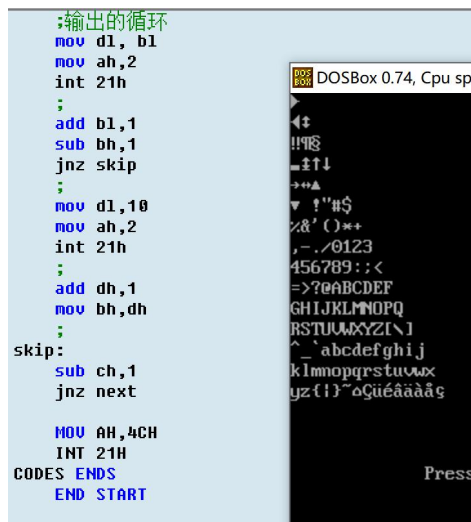 ;输出的循环
mov dl, bl
mov ah,2
int 21h
;
add bl,1
sub bh,1
jnz skip
;
mov dl,10
mov ah,2
int 21h
;
add dh,1
mov bh,dh
;
skip:
sub ch,1
jnz next
MOV AH,4CH
INT 21H
CODES ENDS
END START
DOSBox 0.74, Cpu sp
►
◄↕
‼¶§
▬↨↑↓
→↔▲
▼ !"#$
%&'()*+
,-./0123
456789:;<
=>?@ABCDEF
GHIJKLMNOPQ
RSTUVWXYZ[\]
^_`abcdefghij
klmnopqrstuvwx
yz{|}~⌂Çüéâäàåç
Press